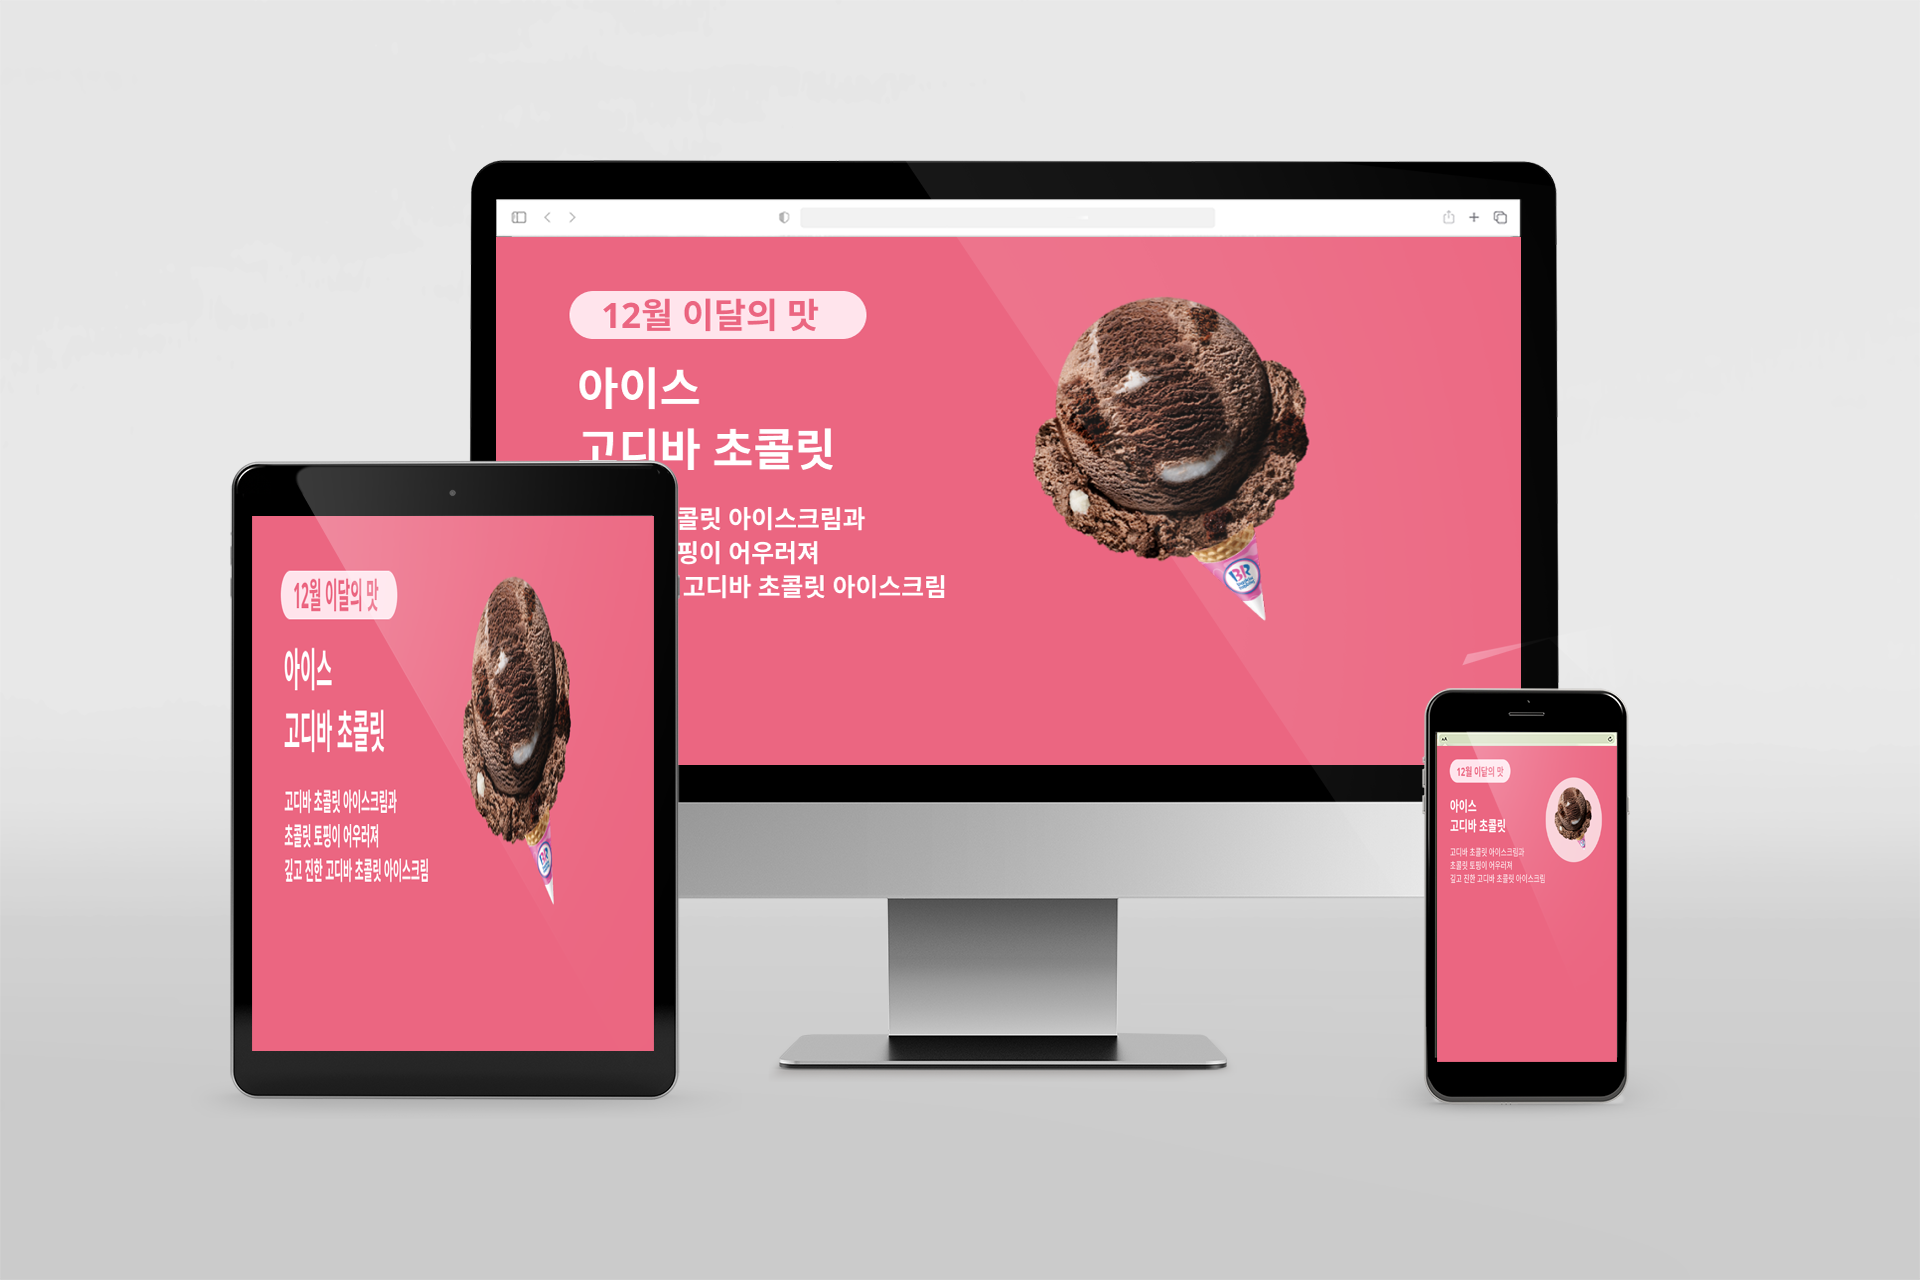 12월 이달의 맛
아이스
고디바 초콜릿
콜릿 아이스크림과
핑이 어우러져
고디바 초콜릿 아이스크림
BR
12월 이달의 맛
아이스
고디바 초콜릿
고디바 초콜릿 아이스크림과
초콜릿 토핑이 어우러져
깊고 진한 고디바 초콜릿 아이스크림
BR
12월 이달의 맛
아이스
고디바 초콜릿
고디바 초콜릿 아이스크림과
초콜릿 토핑이 어우러져
깊고 진한 고디바 초콜릿 아이스크림